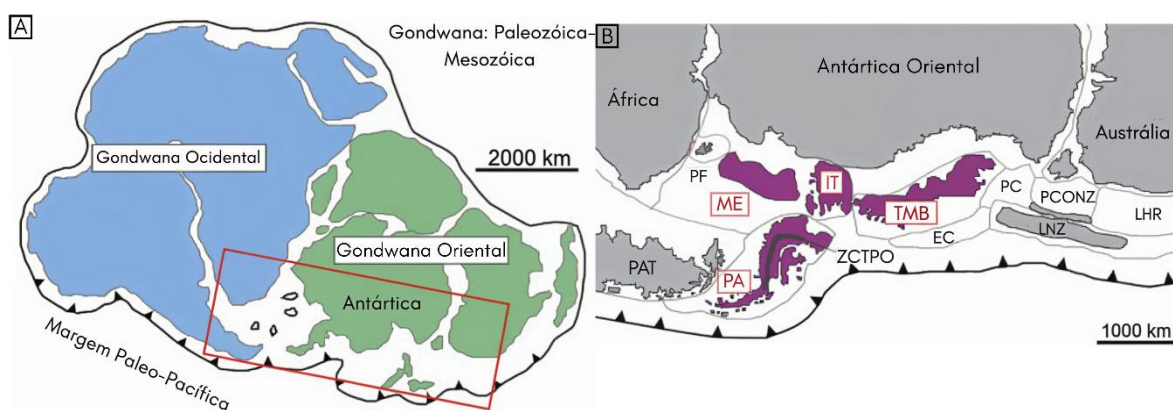 A
Gondwana: Paleozóica-
Mesozóica
Gondwana Ocidental
2000 km
Gondwana Oriental
Antártica
Margem Paleo-Pacífica
B
Antártica Oriental
África
Austrália
PF
IT
ME
TMB
PC
PCONZ
LHR
LNZ
EC
ZCTPO
PAT
PA
1000 km